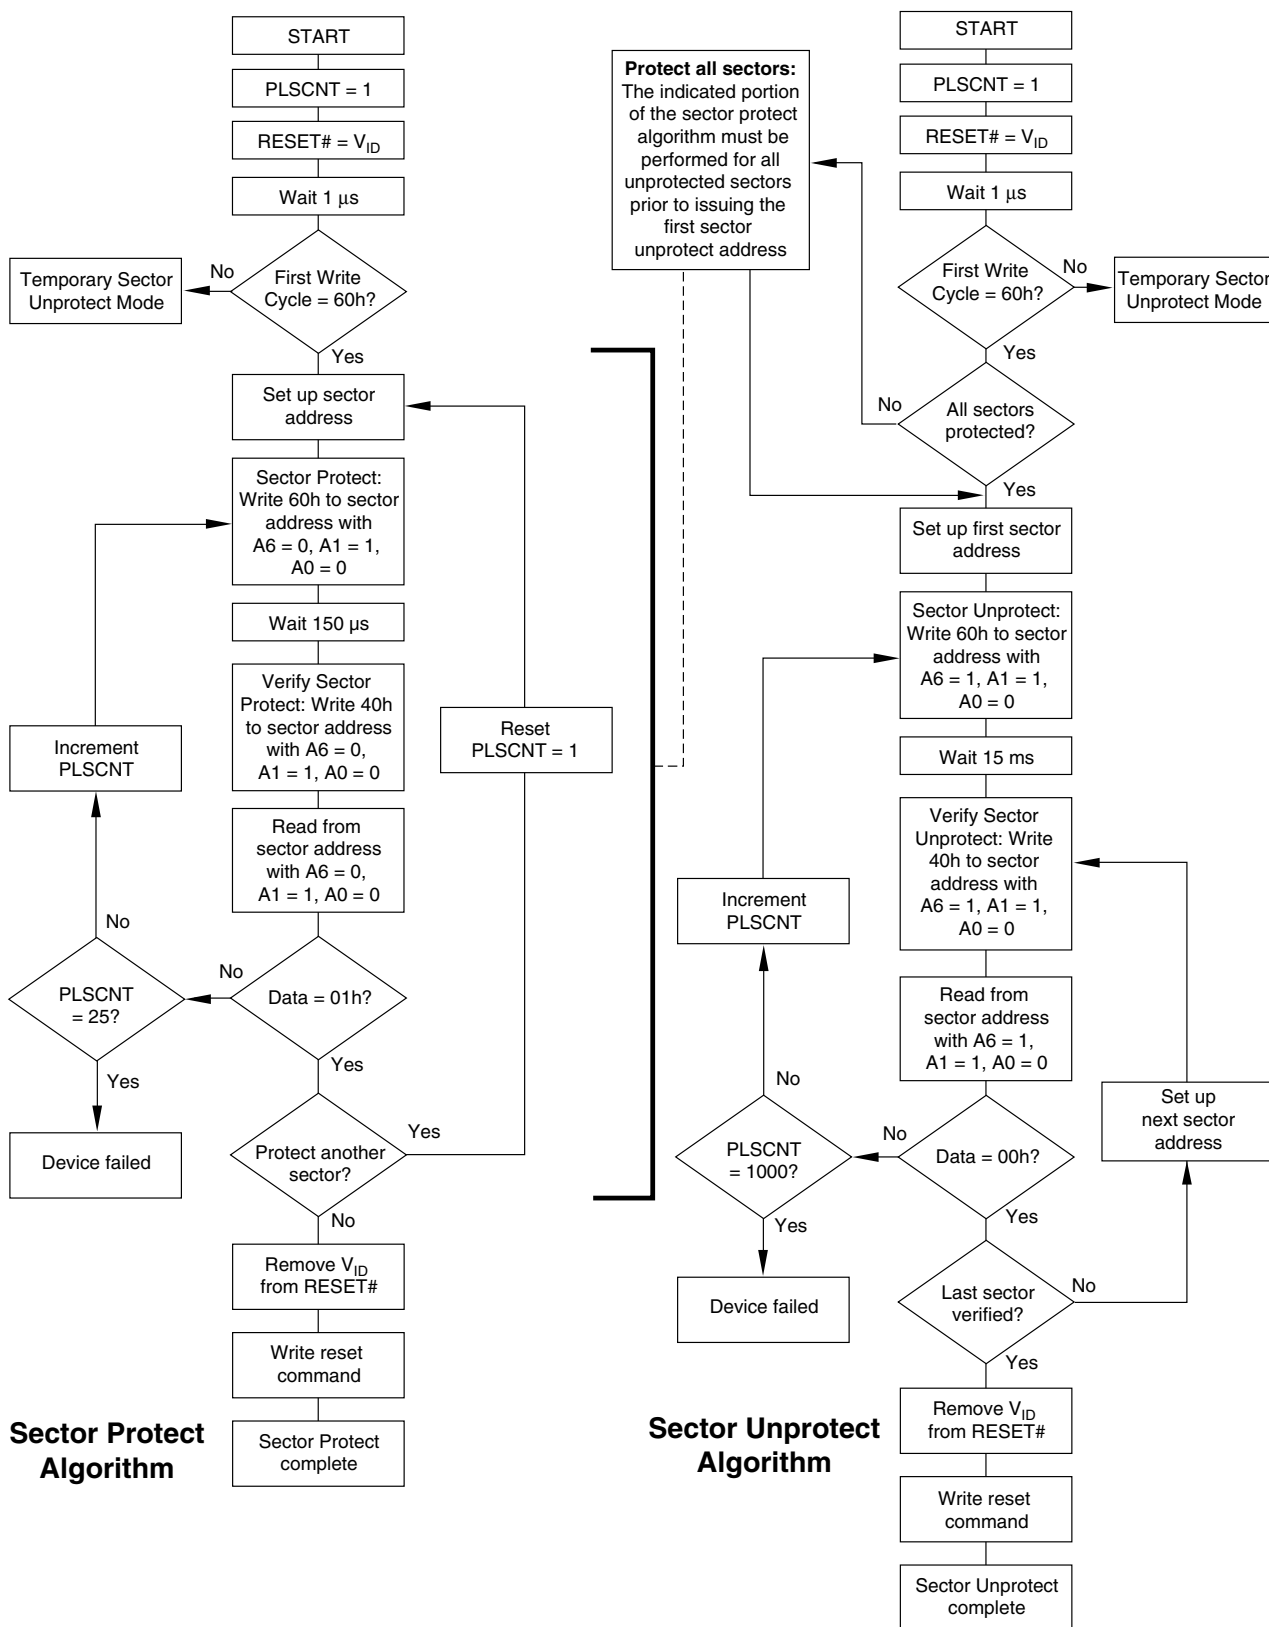 START
PLSCNT = 1
RESET# = VID
Wait 1 μs
First Write
Cycle = 60h?
No
Temporary Sector
Unprotect Mode
Yes
Set up sector
address
Sector Protect:
Write 60h to sector
address with
A6 = 0, A1 = 1,
A0 = 0
Wait 150 µs
Verify Sector
Protect: Write 40h
to sector address
with A6 = 0,
A1 = 1, A0 = 0
Increment
PLSCNT
Reset
PLSCNT = 1
Read from
sector address
with A6 = 0,
A1 = 1, A0 = 0
No
No
PLSCNT
= 25?
Data = 01h?
Yes
Yes
Device failed
Protect another
sector?
Yes
No
Remove VID
from RESET#
Write reset
command
Sector Protect
complete
Sector Protect
Algorithm
Protect all sectors:
The indicated portion
of the sector protect
algorithm must be
performed for all
unprotected sectors
prior to issuing the
first sector
unprotect address
START
PLSCNT = 1
RESET# = VID
Wait 1 μs
First Write
Cycle = 60h?
No
Temporary Sector
Unprotect Mode
Yes
No
All sectors
protected?
Yes
Set up first sector
address
Sector Unprotect:
Write 60h to sector
address with
A6 = 1, A1 = 1,
A0 = 0
Wait 15 ms
Verify Sector
Unprotect: Write
40h to sector
address with
A6 = 1, A1 = 1,
A0 = 0
Increment
PLSCNT
Read from
sector address
with A6 = 1,
A1 = 1, A0 = 0
No
Set up
next sector
address
No
PLSCNT
= 1000?
Data = 00h?
Yes
Yes
Device failed
Last sector
verified?
No
Yes
Remove VID
from RESET#
Write reset
command
Sector Unprotect
complete
Sector Unprotect
Algorithm